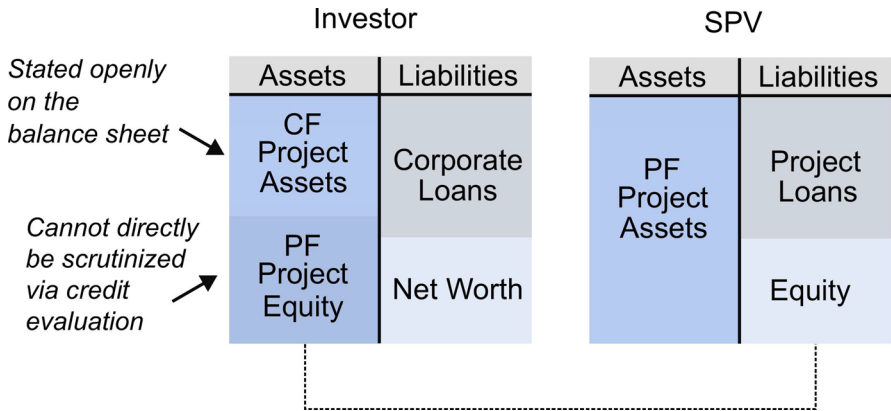 Investor
SPV
Stated openly
on the
balance sheet
Cannot directly
be scrutinized
via credit
evaluation
Assets
Liabilities
CF
Project
Assets
Corporate
Loans
PF
Project
Equity
Net Worth
Assets
Liabilities
PF
Project
Assets
Project
Loans
Equity